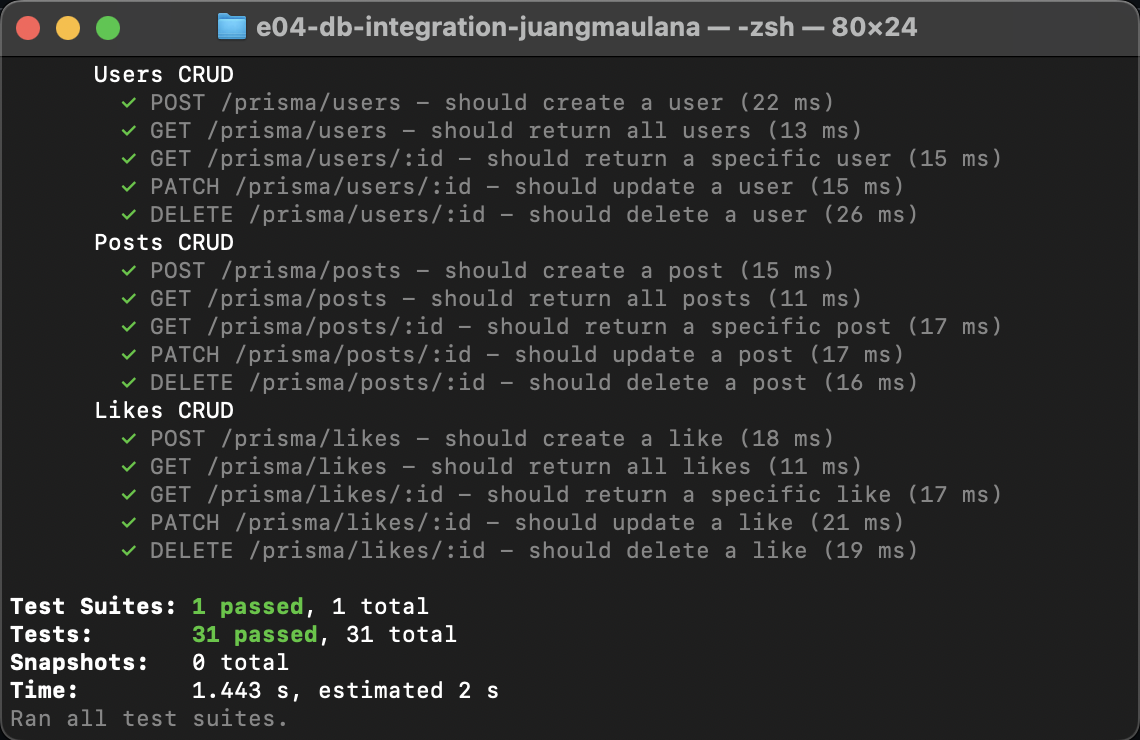 e04-db-integration-juangmaulana — -zsh — 80×24
Users CRUD
✓ POST /prisma/users – should create a user (22 ms)
✓ GET /prisma/users – should return all users (13 ms)
✓ GET /prisma/users/:id – should return a specific user (15 ms)
✓ PATCH /prisma/users/:id – should update a user (15 ms)
✓ DELETE /prisma/users/:id – should delete a user (26 ms)
Posts CRUD
✓ POST /prisma/posts – should create a post (15 ms)
✓ GET /prisma/posts – should return all posts (11 ms)
✓ GET /prisma/posts/:id – should return a specific post (17 ms)
✓ PATCH /prisma/posts/:id – should update a post (17 ms)
✓ DELETE /prisma/posts/:id – should delete a post (16 ms)
Likes CRUD
✓ POST /prisma/likes – should create a like (18 ms)
✓ GET /prisma/likes – should return all likes (11 ms)
✓ GET /prisma/likes/:id – should return a specific like (17 ms)
✓ PATCH /prisma/likes/:id – should update a like (21 ms)
✓ DELETE /prisma/likes/:id – should delete a like (19 ms)
Test Suites: 1 passed, 1 total
Tests: 31 passed, 31 total
Snapshots: 0 total
Time: 1.443 s, estimated 2 s
Ran all test suites.